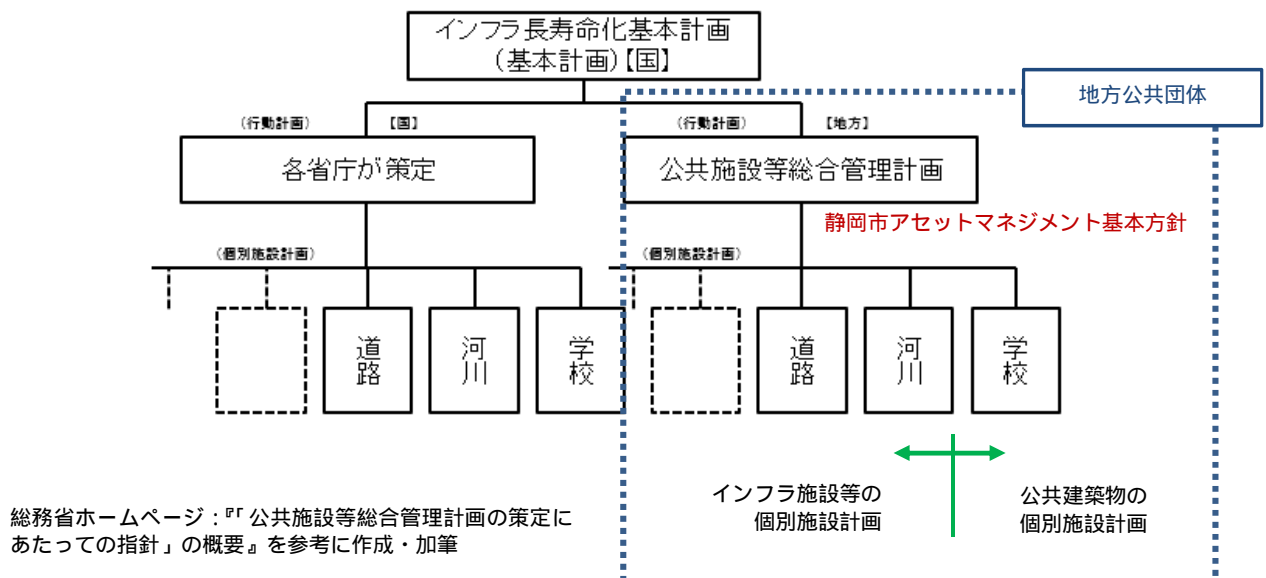 インフラ長寿命化基本計画
(基本計画)【国】
地方公共団体
(行動計画)
【国】
(行動計画)
【地方】
各省庁が策定
公共施設等総合管理計画
静岡市アセットマネジメント基本方針
(個別施設計画)
(個別施設計画)
道路
河川
学校
道路
河川
学校
インフラ施設等の
個別施設計画
公共建築物の
個別施設計画
総務省ホームページ:『「公共施設等総合管理計画の策定に
あたっての指針」の概要』を参考に作成・加筆